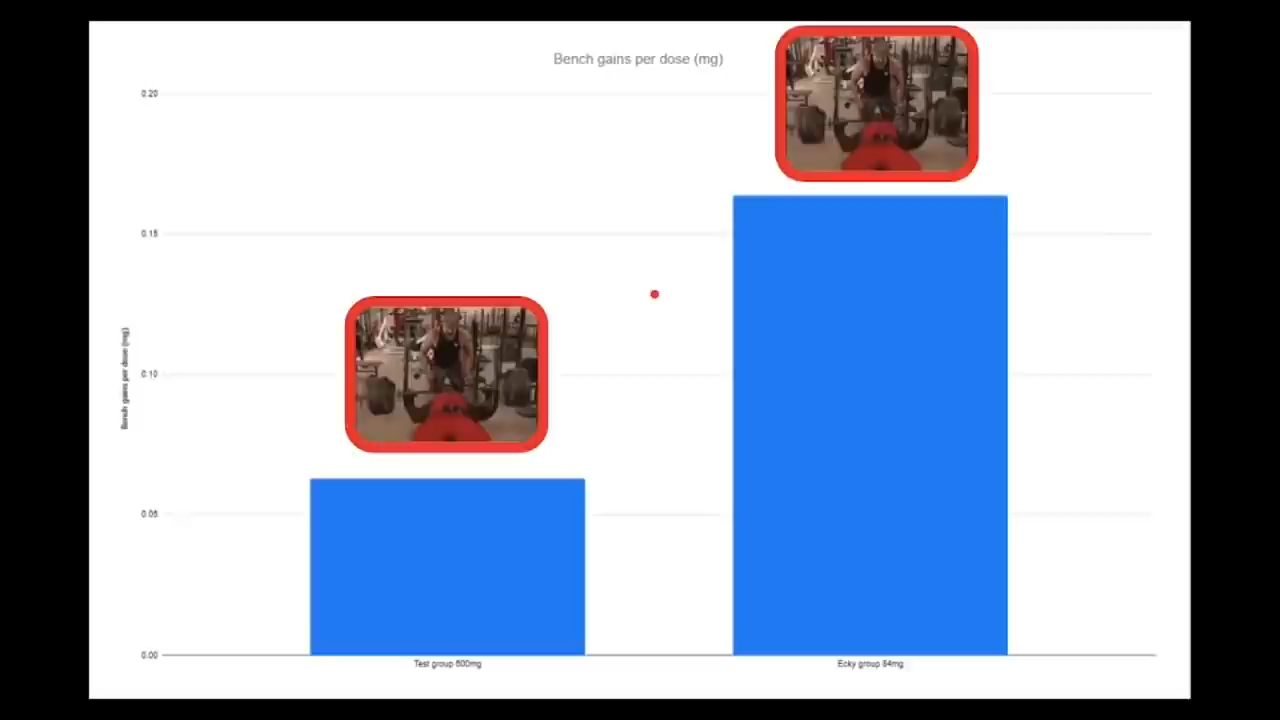 Bench gains per dose (mg)
0.20
0.15
0.10
0.05
0.00
Bench gains per dose (mg)
Test group 600mg
Ecky group 84mg